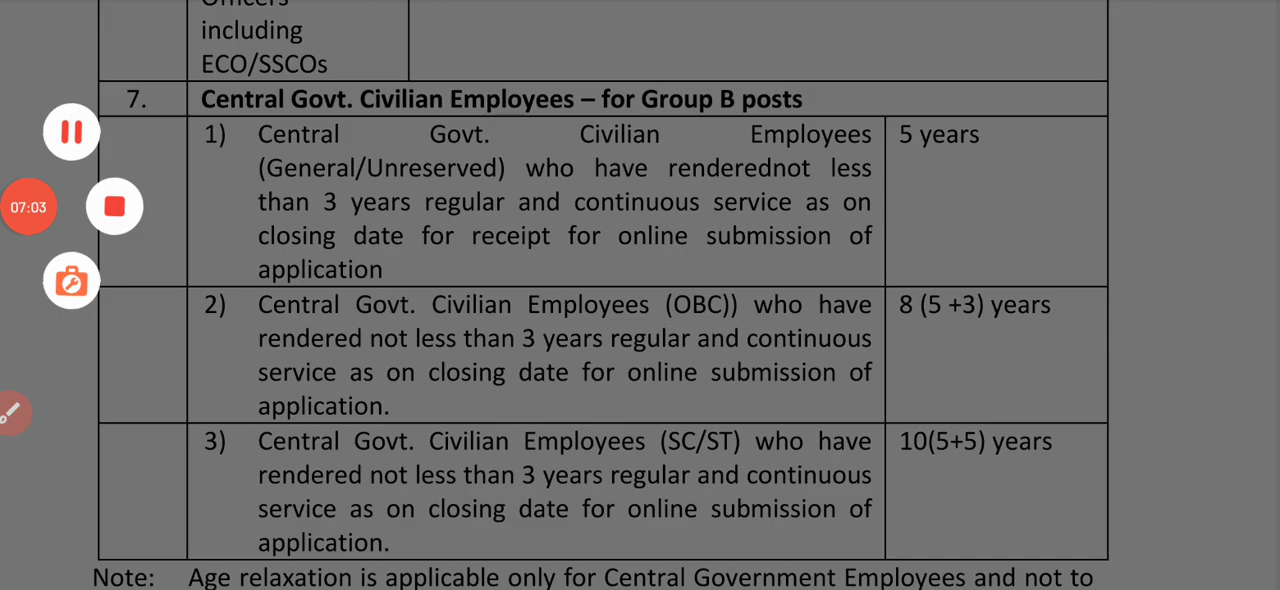 Officers
including
ECO/SSCOs
7. Central Govt. Civilian Employees – for Group B posts
1) Central Govt. Civilian Employees 5 years
(General/Unreserved) who have renderednot less
than 3 years regular and continuous service as on
closing date for receipt for online submission of
application
2) Central Govt. Civilian Employees (OBC)) who have 8 (5 +3) years
rendered not less than 3 years regular and continuous
service as on closing date for online submission of
application.
3) Central Govt. Civilian Employees (SC/ST) who have 10(5+5) years
rendered not less than 3 years regular and continuous
service as on closing date for online submission of
application.
Note: Age relaxation is applicable only for Central Government Employees and not to
07:03